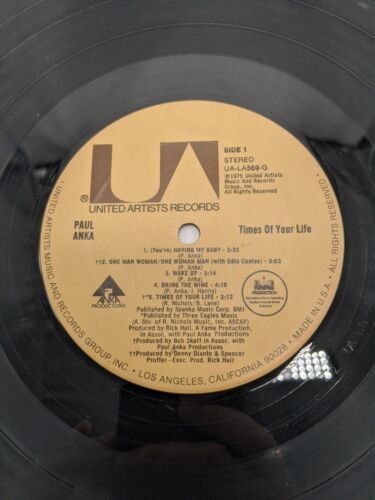 UA
®
UNITED ARTISTS RECORDS
SIDE 1
STEREO
UA-LA569-G
℗1975 United Artists
Music And Records
Group, Inc.
All Rights Reserved
PAUL
ANKA
Times Of Your Life
1. (You're) HAVING MY BABY - 2:33
(P. Anka)
††2. ONE MAN WOMAN/ONE WOMAN MAN (with Odia Coates) - 2:53
(P. Anka)
3. WAKE UP - 3:14
(P. Anka)
4. BRING THE WINE - 4:18
(P. Anka/J. Harris)
†*5. TIMES OF YOUR LIFE - 3:12
(R. Nichols/B. Lane)
Published by Spanka Music Corp. BMI
*Published by Three Eagles Music
(A Div. of R. Nichols Music, Inc. ASCAP)
Produced by Rick Hall, A Fame Production,
in Assoc. with Paul Anka Productions
†Produced by Bob Skaff in Assoc. with
Paul Anka Productions
††Produced by Denny Diante & Spencer
Proffer—Exec. Prod. Rick Hall
ANKA
PRODUCTIONS
• UNITED ARTISTS MUSIC AND RECORDS GROUP INC. • LOS ANGELES, CALIFORNIA 90028 • MADE IN U.S.A. • ALL RIGHTS RESERVED